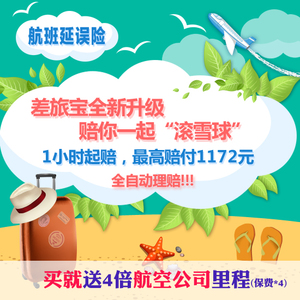 航班延误险
差旅宝全新升级
赔你一起“滚雪球”
1小时起赔，最高赔付1172元
全自动理赔!!!
买就送4倍航空公司里程(保费*4)